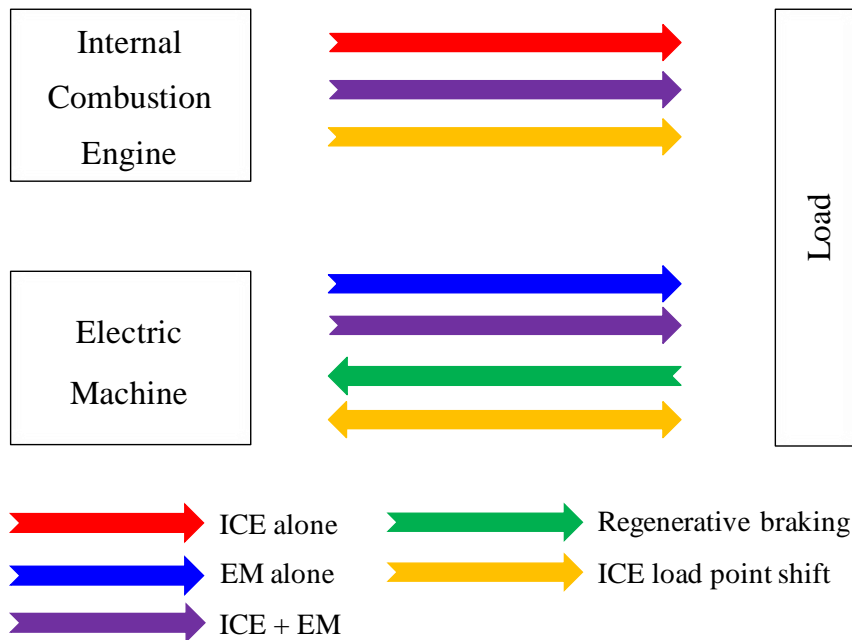 Internal
Combustion
Engine
Load
Electric
Machine
ICE alone
Regenerative braking
EM alone
ICE load point shift
ICE + EM